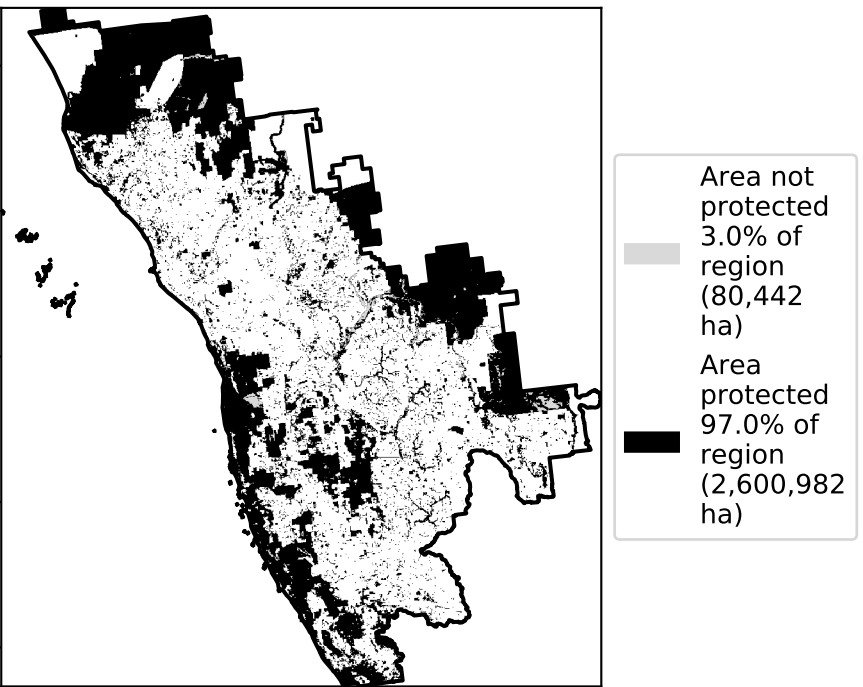 Area not
protected
3.0% of
region
(80,442
ha)
Area
protected
97.0% of
region
(2,600,982
ha)